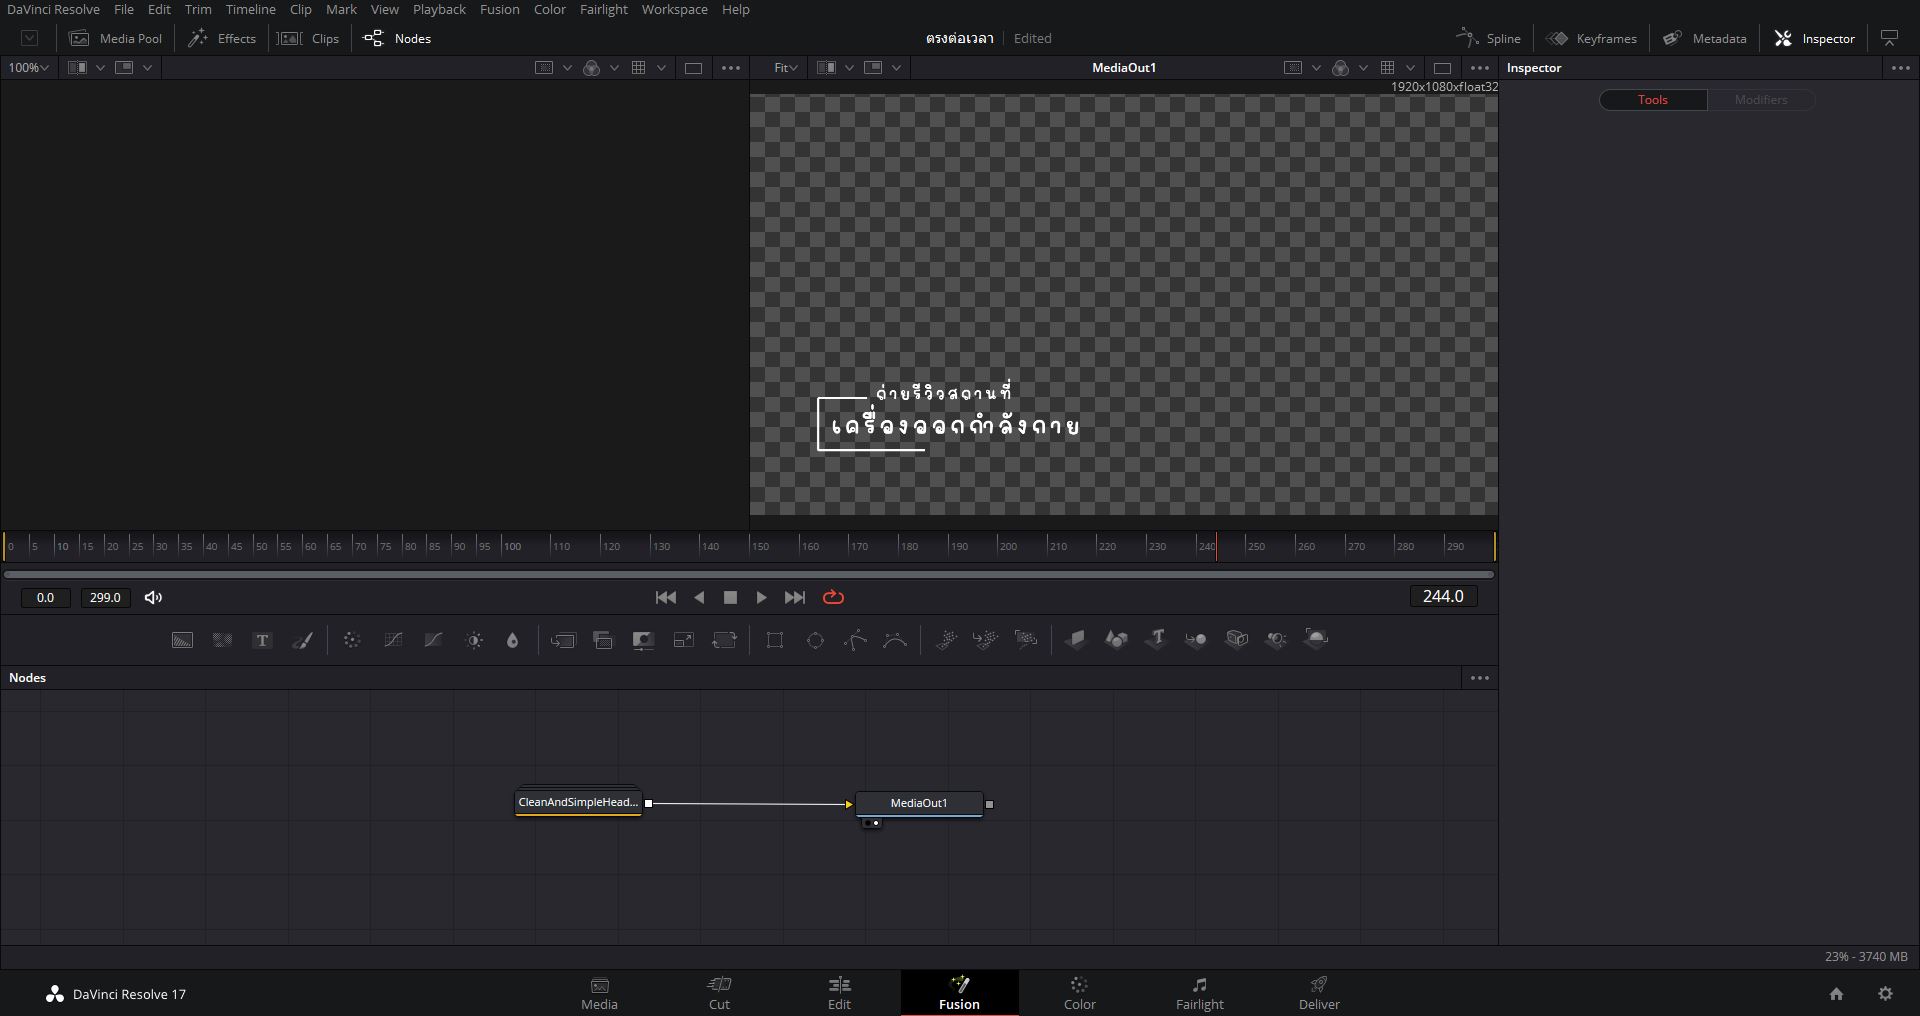 DaVinci Resolve File Edit Trim Timeline Clip Mark View Playback Fusion Color Fairlight Workspace Help
Media Pool Effects Clips Nodes ตรงต่อเวลา Edited Spline Keyframes Metadata Inspector
100% Fit MediaOut1 Inspector
1920x1080xfloat32
Tools Modifiers
ถ่ายรีวิวสถานที่
เครื่องออกกำลังกาย
0 5 10 15 20 25 30 35 40 45 50 55 60 65 70 75 80 85 90 95 100 110 120 130 140 150 160 170 180 190 200 210 220 230 240 250 260 270 280 290
0.0 299.0 244.0
T T
Nodes
CleanAndSimpleHead... MediaOut1
23% - 3740 MB
DaVinci Resolve 17 Media Cut Edit Fusion Color Fairlight Deliver